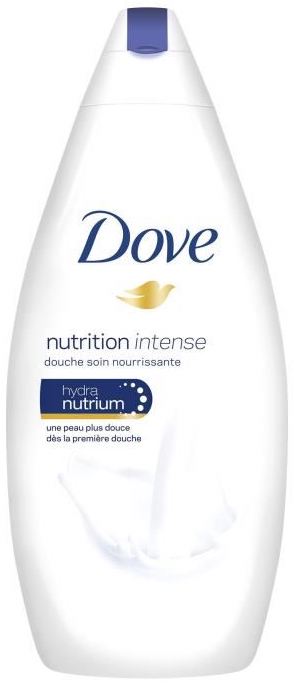 Dove
nutrition intense
douche soin nourrissante
hydra
nutrium
une peau plus douce
dès la première douche